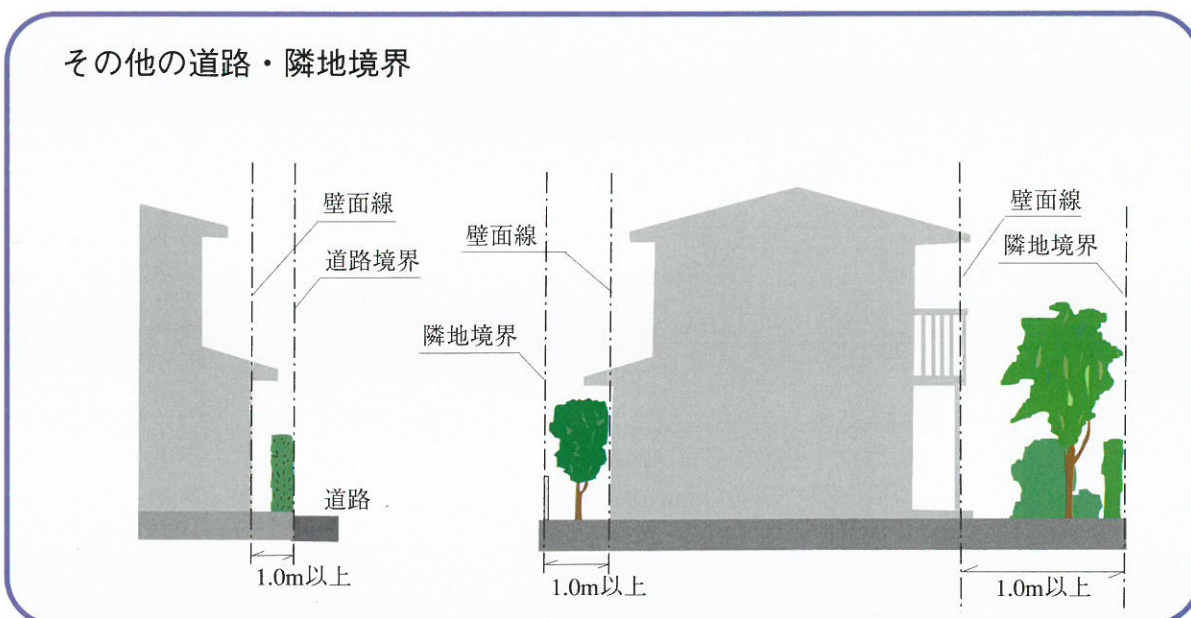 その他の道路・隣地境界
壁面線
道路境界
道路
1.0m以上
壁面線
隣地境界
1.0m以上
壁面線
隣地境界
1.0m以上